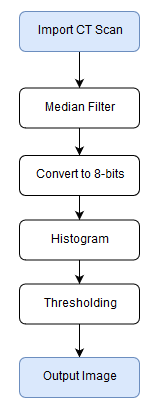 Import CT Scan
Median Filter
Convert to 8-bits
Histogram
Thresholding
Output Image